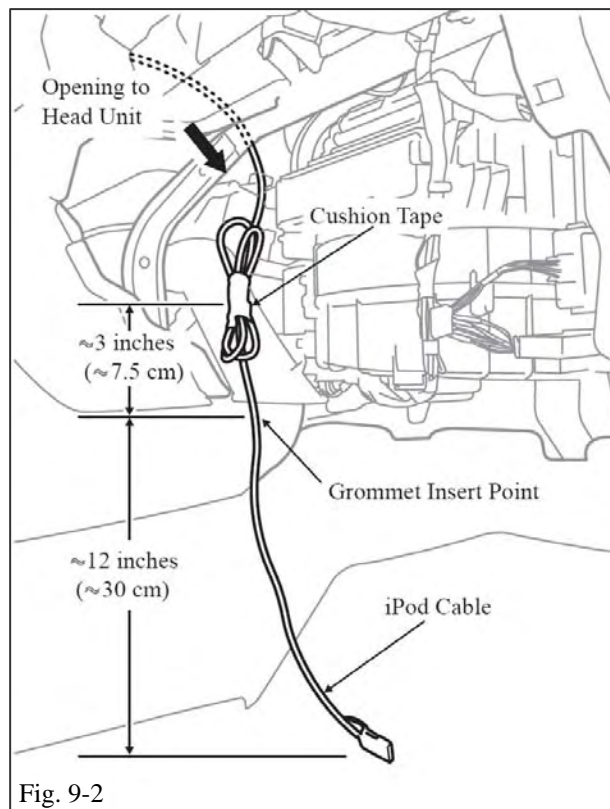 Opening to
Head Unit
Cushion Tape
≈3 inches
(≈7.5 cm)
Grommet Insert Point
≈12 inches
(≈30 cm)
iPod Cable
Fig. 9-2